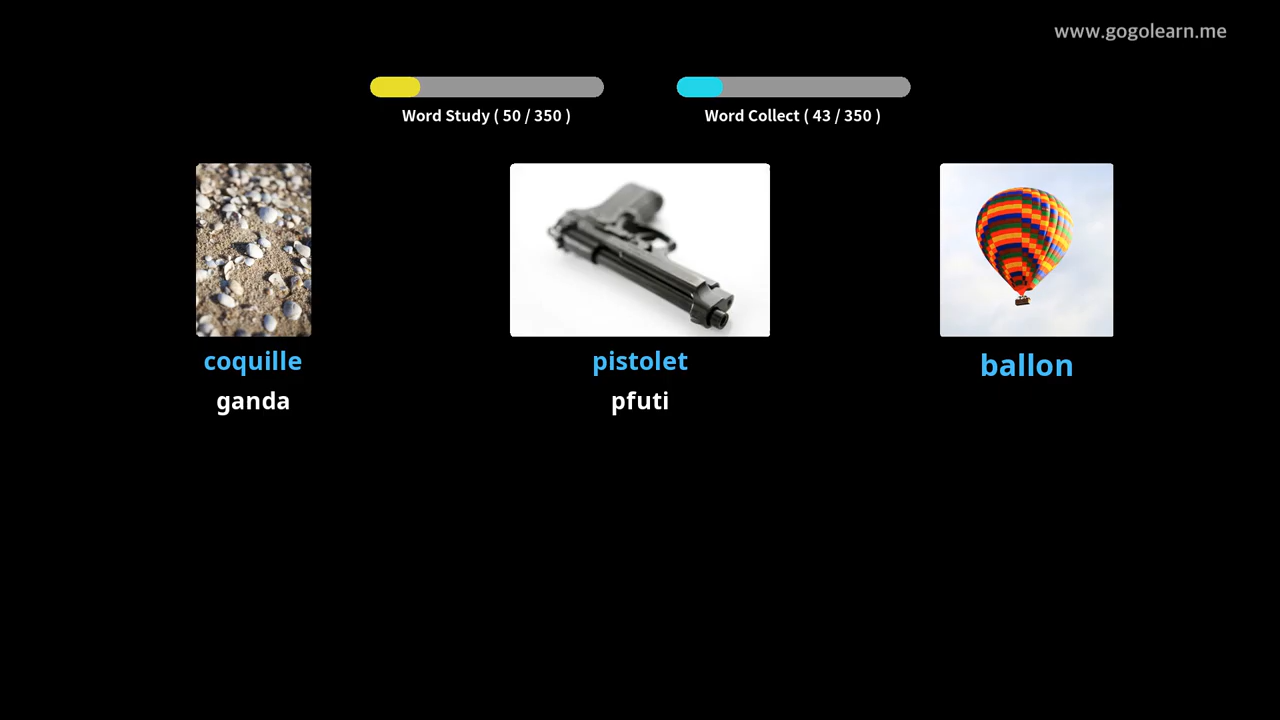 www.gogolearn.me
Word Study ( 50 / 350 )
Word Collect ( 43 / 350 )
coquille
ganda
pistolet
pfuti
ballon